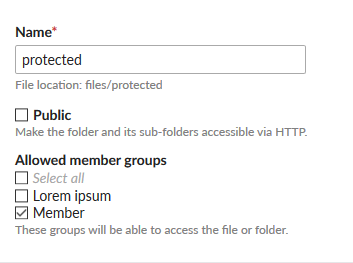 Name*
protected
File location: files/protected
Public
Make the folder and its sub-folders accessible via HTTP.
Allowed member groups
Select all
Lorem ipsum
Member
These groups will be able to access the file or folder.